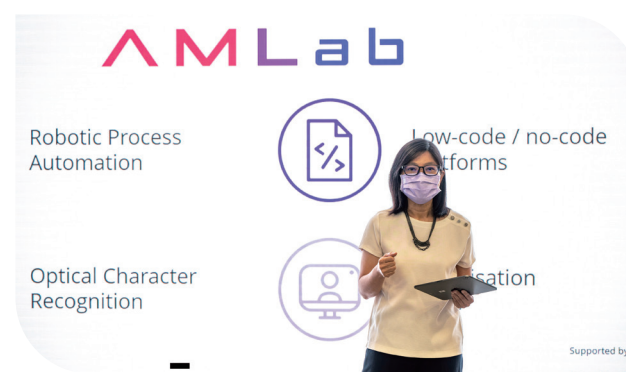 AMLab
Robotic Process
Automation
</>
Low-code / no-code
Optical Character
Recognition
Supported by